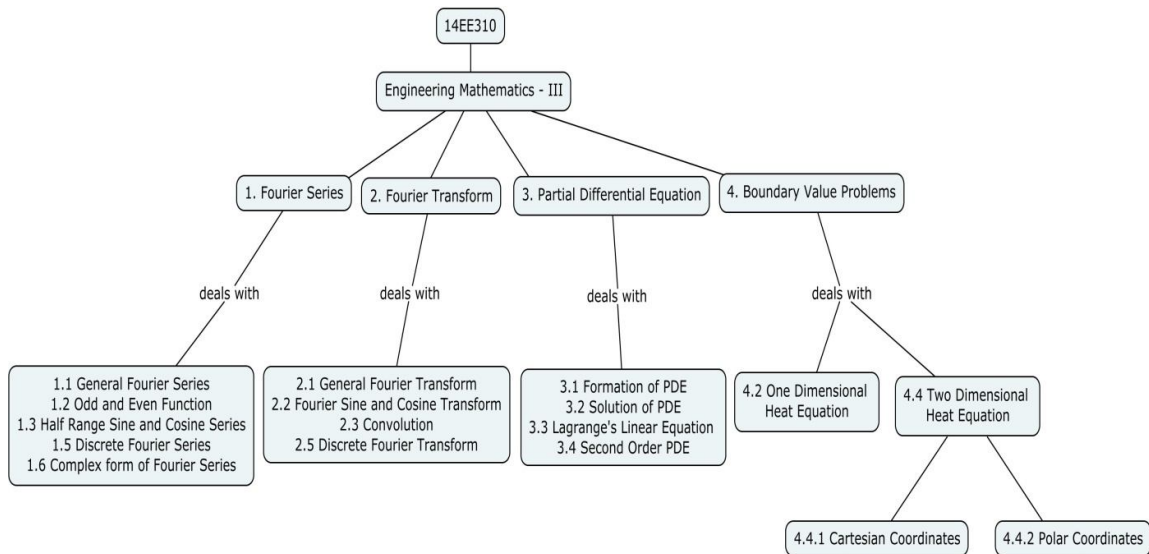 14EE310
Engineering Mathematics - III
1. Fourier Series
2. Fourier Transform
3. Partial Differential Equation
4. Boundary Value Problems
deals with
deals with
deals with
deals with
1.1 General Fourier Series
1.2 Odd and Even Function
1.3 Half Range Sine and Cosine Series
1.5 Discrete Fourier Series
1.6 Complex form of Fourier Series
2.1 General Fourier Transform
2.2 Fourier Sine and Cosine Transform
2.3 Convolution
2.5 Discrete Fourier Transform
3.1 Formation of PDE
3.2 Solution of PDE
3.3 Lagrange's Linear Equation
3.4 Second Order PDE
4.2 One Dimensional
Heat Equation
4.4 Two Dimensional
Heat Equation
4.4.1 Cartesian Coordinates
4.4.2 Polar Coordinates